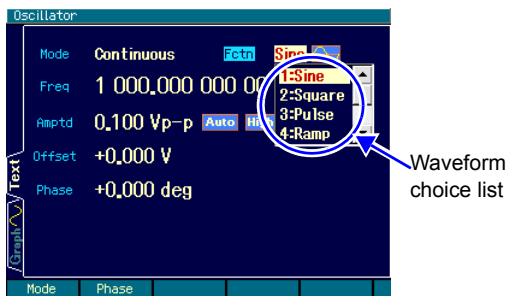 Oscillator
Mode Continuous Fctn Sine
Freq 1 000.000 000 00
1:Sine
2:Square
3:Pulse
4:Ramp
Amptd 0.100 Vp-p Auto High
Offset +0.000 V
Phase +0.000 deg
Text
Graph
Mode Phase
Waveform
choice list